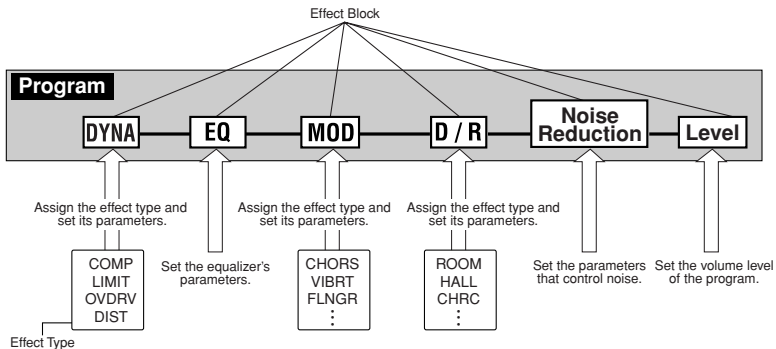 Effect Block
Program
DYNA
EQ
MOD
D / R
Noise
Reduction
Level
Assign the effect type and
set its parameters.
Set the equalizer's
parameters.
Assign the effect type and
set its parameters.
Assign the effect type and
set its parameters.
Set the parameters
that control noise.
Set the volume level
of the program.
COMP
LIMIT
OVDRV
DIST
CHORS
VIBRT
FLNGR
⋮
ROOM
HALL
CHRC
⋮
Effect Type